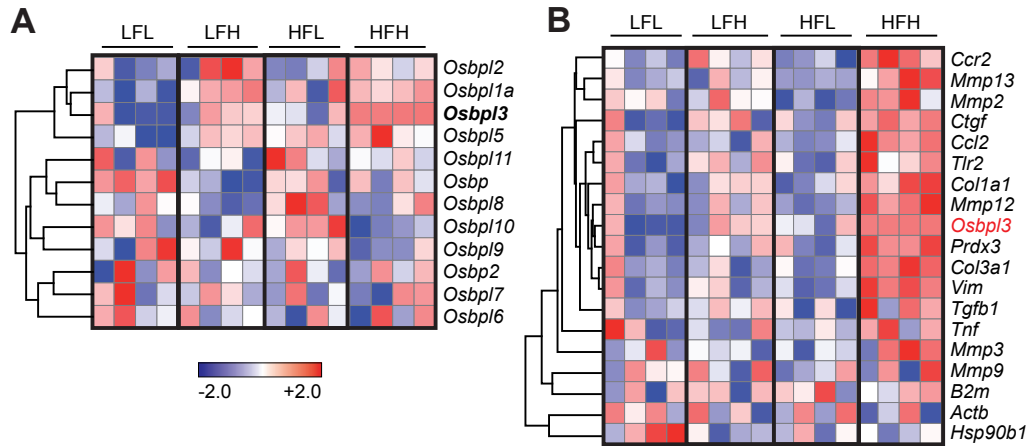 A
LFL LFH HFL HFH
Osbpl2
Osbpl1a
Osbpl3
Osbpl5
Osbpl11
Osbp
Osbpl8
Osbpl10
Osbpl9
Osbp2
Osbpl7
Osbpl6
-2.0 +2.0
B
LFL LFH HFL HFH
Ccr2
Mmp13
Mmp2
Ctgf
Ccl2
Tlr2
Col1a1
Mmp12
Osbpl3
Prdx3
Col3a1
Vim
Tgfb1
Tnf
Mmp3
Mmp9
B2m
Actb
Hsp90b1